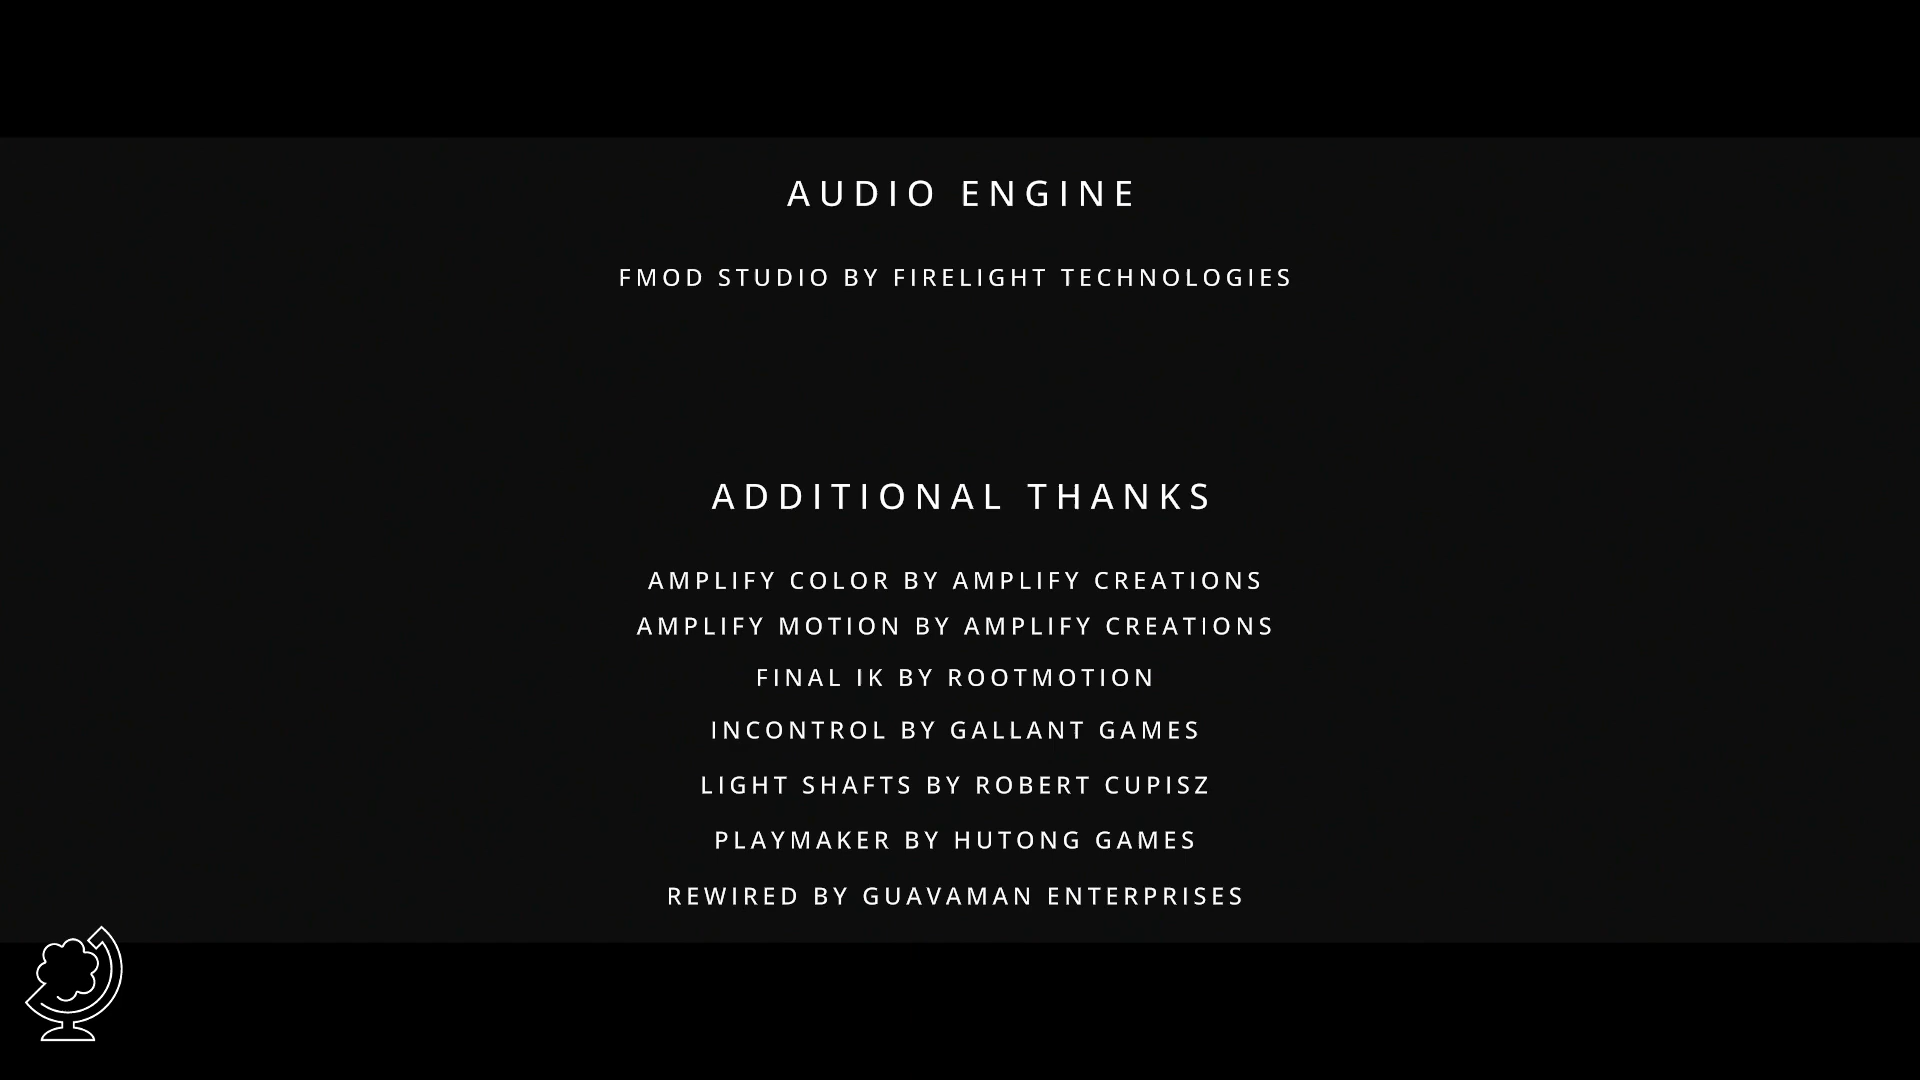 AUDIO ENGINE
FMOD STUDIO BY FIRELIGHT TECHNOLOGIES
ADDITIONAL THANKS
AMPLIFY COLOR BY AMPLIFY CREATIONS
AMPLIFY MOTION BY AMPLIFY CREATIONS
FINAL IK BY ROOTMOTION
INCONTROL BY GALLANT GAMES
LIGHT SHAFTS BY ROBERT CUPISZ
PLAYMAKER BY HUTONG GAMES
REWIRED BY GUAVAMAN ENTERPRISES